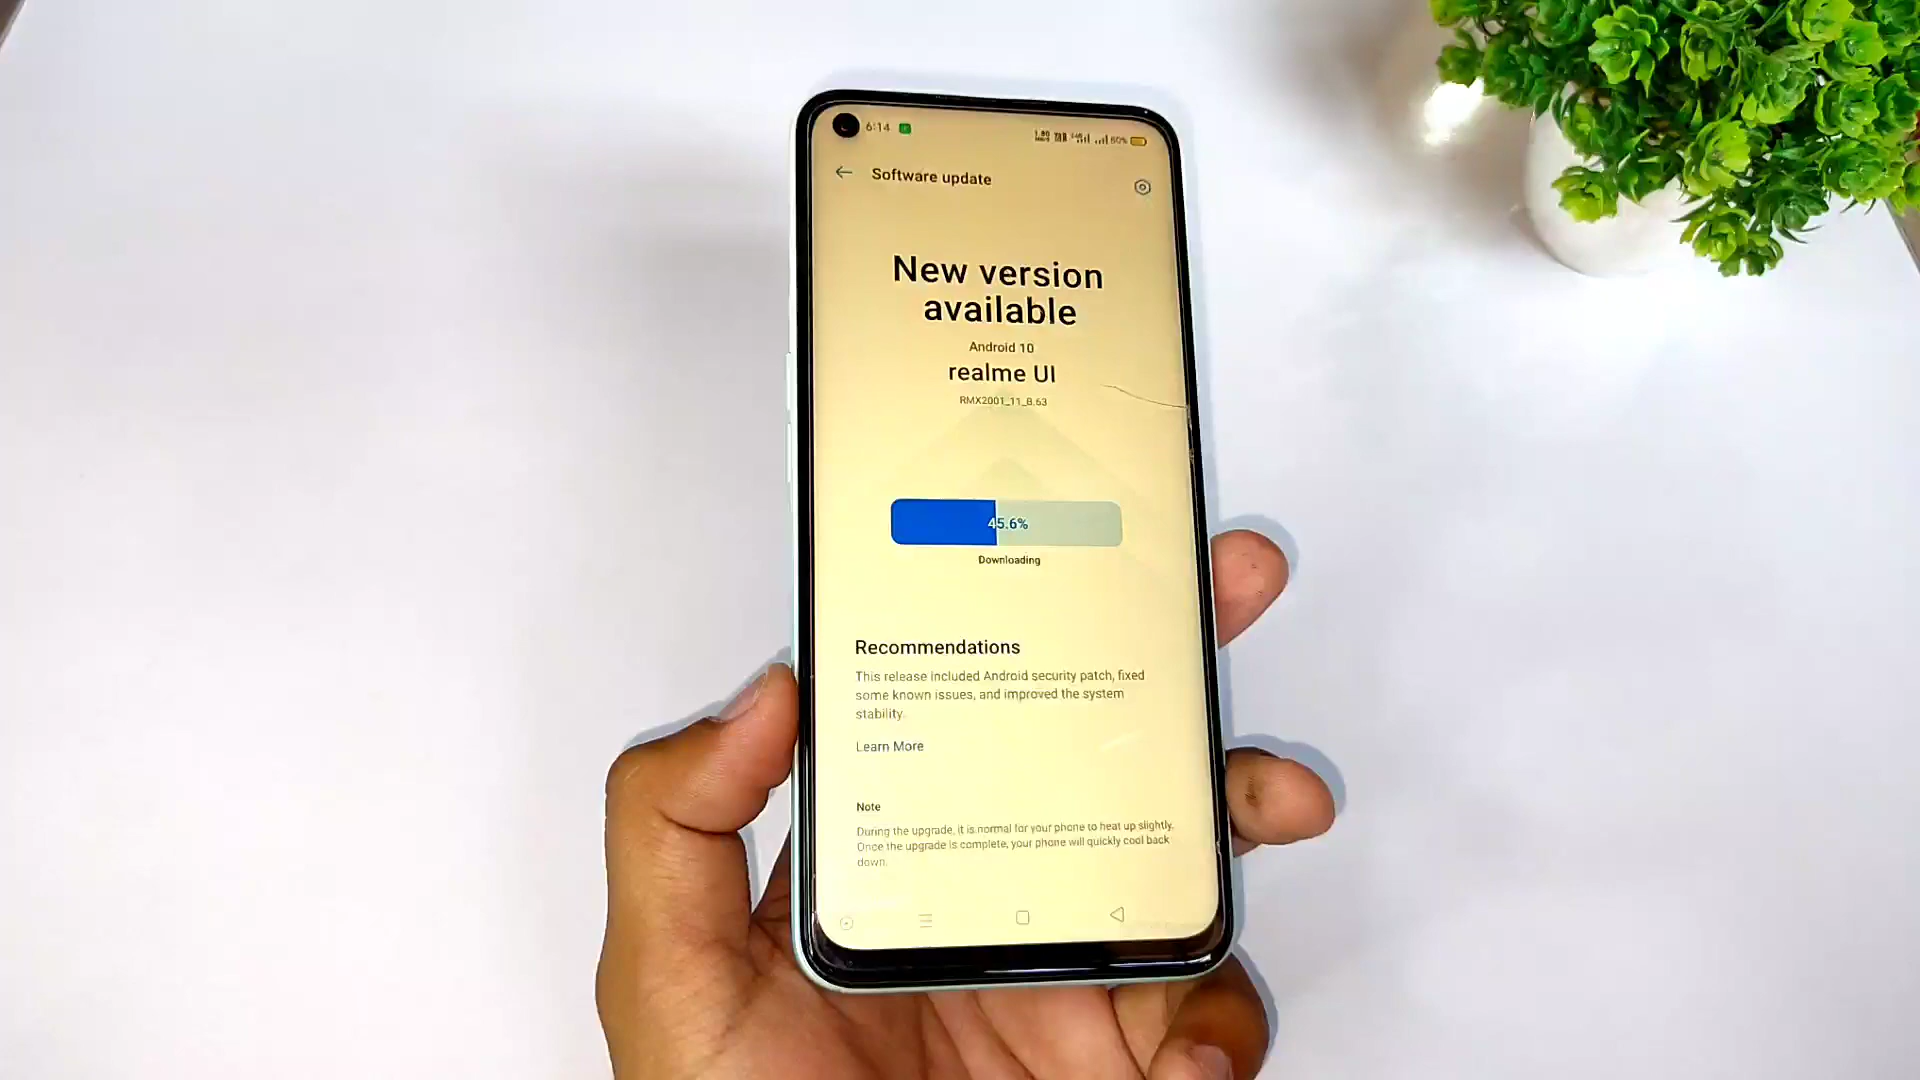 6:14
60%
Software update
New version
available
Android 10
realme UI
RMX2001_11_B.63
45.6%
Downloading
Recommendations
This release included Android security patch, fixed
some known issues, and improved the system
stability.
Learn More
Note
During the upgrade, it is normal for your phone to heat up slightly.
Once the upgrade is complete, your phone will quickly cool back
down.